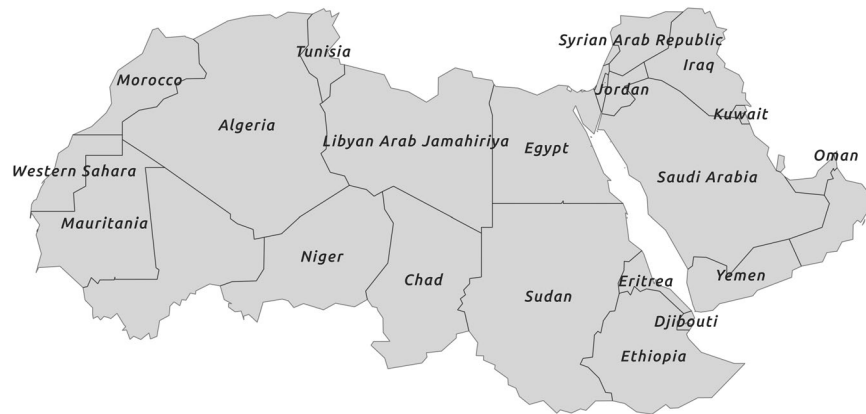 Syrian Arab Republic
Tunisia
Iraq
Morocco
Jordan
Kuwait
Algeria
Libyan Arab Jamahiriya
Egypt
Oman
Western Sahara
Saudi Arabia
Mauritania
Niger
Chad
Sudan
Eritrea
Yemen
Djibouti
Ethiopia